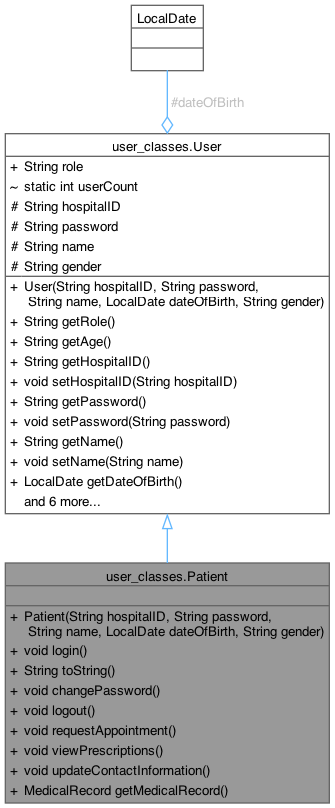 LocalDate
#dateOfBirth
user_classes.User
+ String role
~ static int userCount
# String hospitalID
# String password
# String name
# String gender
+ User(String hospitalID, String password,
String name, LocalDate dateOfBirth, String gender)
+ String getRole()
+ String getAge()
+ String getHospitalID()
+ void setHospitalID(String hospitalID)
+ String getPassword()
+ void setPassword(String password)
+ String getName()
+ void setName(String name)
+ LocalDate getDateOfBirth()
and 6 more...
user_classes.Patient
+ Patient(String hospitalID, String password,
String name, LocalDate dateOfBirth, String gender)
+ void login()
+ String toString()
+ void changePassword()
+ void logout()
+ void requestAppointment()
+ void viewPrescriptions()
+ void updateContactInformation()
+ MedicalRecord getMedicalRecord()